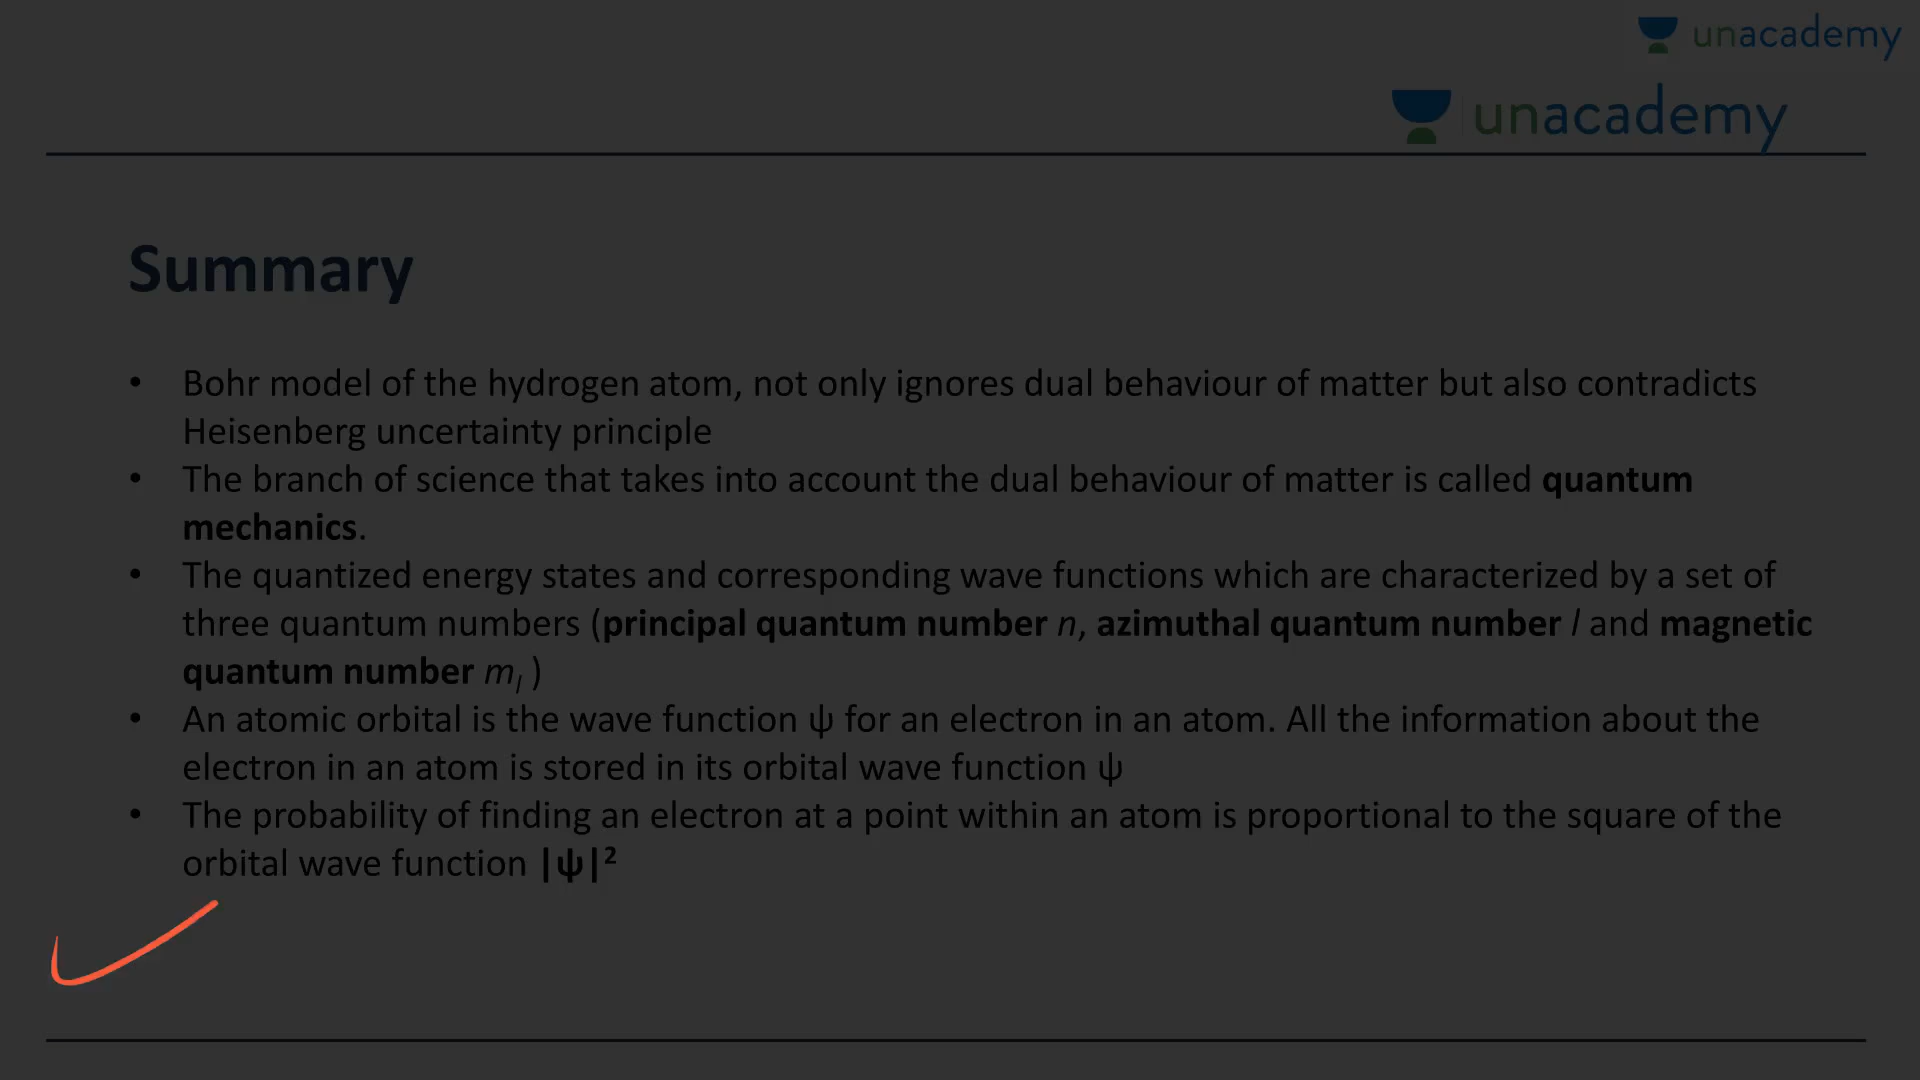 unacademy
unacademy
Summary
• Bohr model of the hydrogen atom, not only ignores dual behaviour of matter but also contradicts
Heisenberg uncertainty principle
• The branch of science that takes into account the dual behaviour of matter is called quantum
mechanics.
• The quantized energy states and corresponding wave functions which are characterized by a set of
three quantum numbers (principal quantum number n, azimuthal quantum number l and magnetic
quantum number mₗ )
• An atomic orbital is the wave function ψ for an electron in an atom. All the information about the
electron in an atom is stored in its orbital wave function ψ
• The probability of finding an electron at a point within an atom is proportional to the square of the
orbital wave function |ψ|²